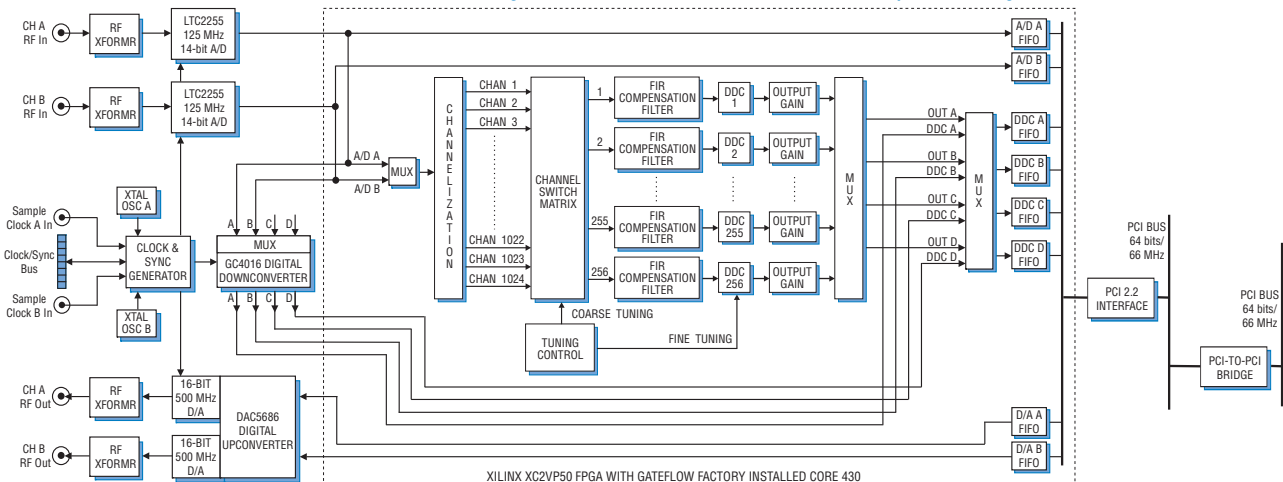 CH A
RF In
RF
XFORMR
LTC2255
125 MHz
14-bit A/D
CH B
RF In
RF
XFORMR
LTC2255
125 MHz
14-bit A/D
A/D A
FIFO
A/D B
FIFO
A/D A
A/D B
MUX
CHANNELIZATION
CHAN 1
CHAN 2
CHAN 3
CHAN 1022
CHAN 1023
CHAN 1024
CHANNEL
SWITCH
MATRIX
1
FIR
COMPENSATION
FILTER
DDC
1
OUTPUT
GAIN
2
FIR
COMPENSATION
FILTER
DDC
2
OUTPUT
GAIN
255
FIR
COMPENSATION
FILTER
DDC
255
OUTPUT
GAIN
256
FIR
COMPENSATION
FILTER
DDC
256
OUTPUT
GAIN
MUX
OUT A
DDC A
OUT B
DDC B
OUT C
DDC C
OUT D
DDC D
MUX
DDC A
FIFO
DDC B
FIFO
DDC C
FIFO
DDC D
FIFO
Sample
Clock A In
Clock/Sync
Bus
Sample
Clock B In
XTAL
OSC A
CLOCK &
SYNC
GENERATOR
XTAL
OSC B
A B C D
MUX
GC4016 DIGITAL
DOWNCONVERTER
A B C D
COARSE TUNING
TUNING
CONTROL
FINE TUNING
PCI BUS
64 bits/
66 MHz
PCI 2.2
INTERFACE
PCI BUS
64 bits/
66 MHz
PCI-TO-PCI
BRIDGE
CH A
RF Out
RF
XFORMR
16-BIT
500 MHz
D/A
DAC5686
DIGITAL
UPCONVERTER
CH B
RF Out
RF
XFORMR
16-BIT
500 MHz
D/A
D/A A
FIFO
D/A B
FIFO
XILINX XC2VP50 FPGA WITH GATEFLOW FACTORY INSTALLED CORE 430